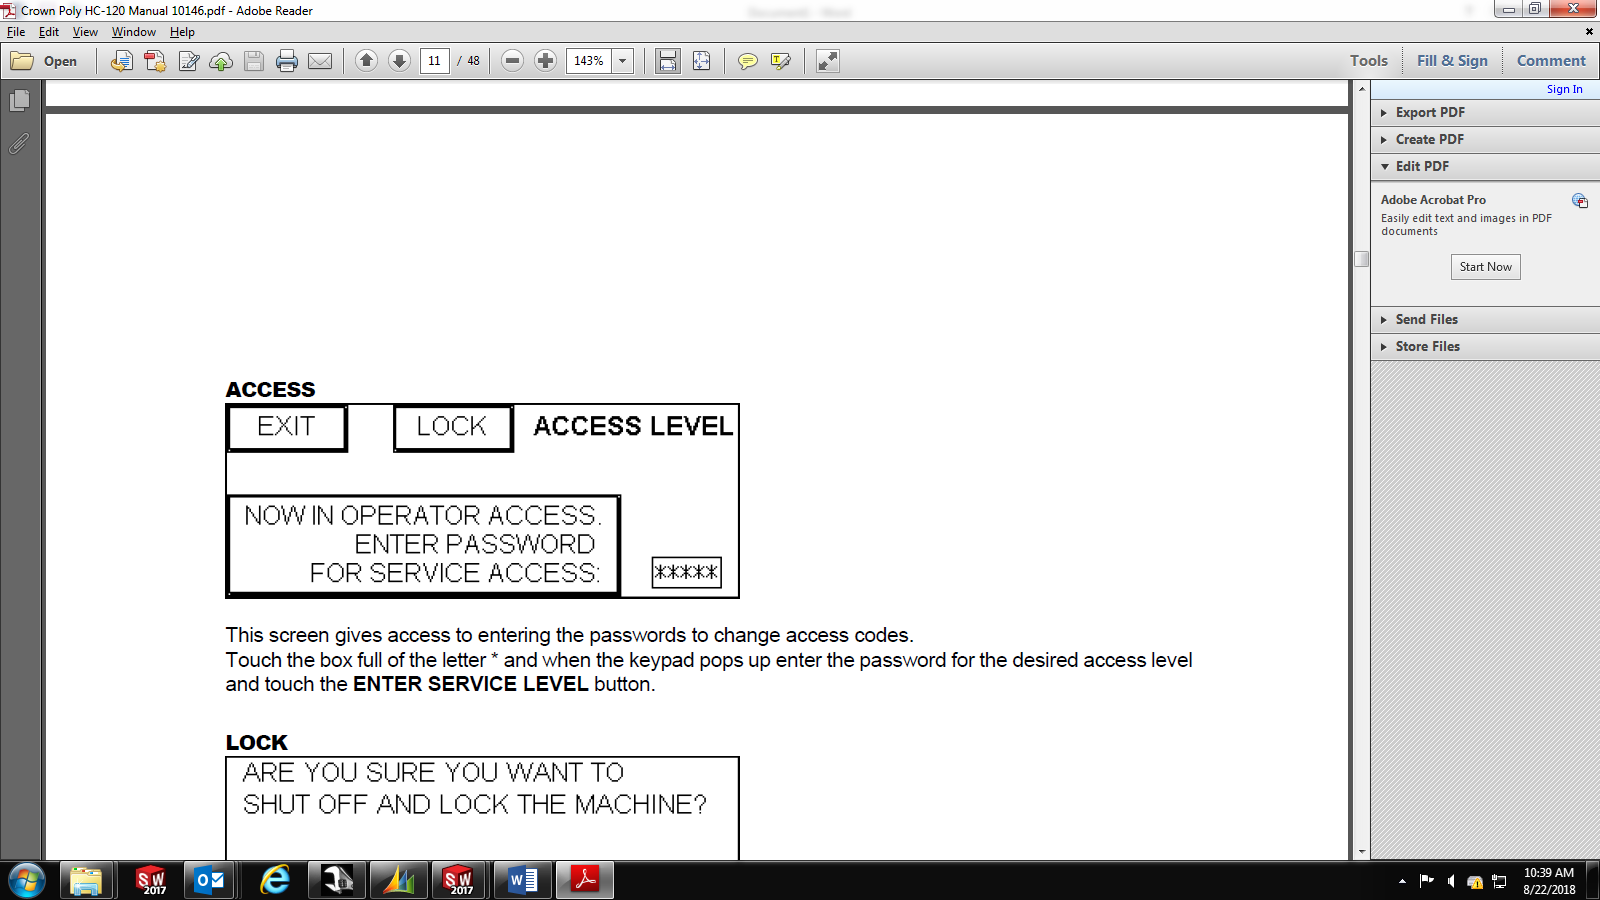 Crown Poly HC-120 Manual 10146.pdf - Adobe Reader
File Edit View Window Help
Open 11 / 48 143% Tools Fill & Sign Comment
Sign In
Export PDF
Create PDF
Edit PDF
Adobe Acrobat Pro
Easily edit text and images in PDF
documents
Start Now
Send Files
Store Files
ACCESS
EXIT LOCK ACCESS LEVEL
NOW IN OPERATOR ACCESS.
ENTER PASSWORD
FOR SERVICE ACCESS: *****
This screen gives access to entering the passwords to change access codes.
Touch the box full of the letter * and when the keypad pops up enter the password for the desired access level
and touch the ENTER SERVICE LEVEL button.
LOCK
ARE YOU SURE YOU WANT TO
SHUT OFF AND LOCK THE MACHINE?
SW 2017 SW 2017
10:39 AM
8/22/2018